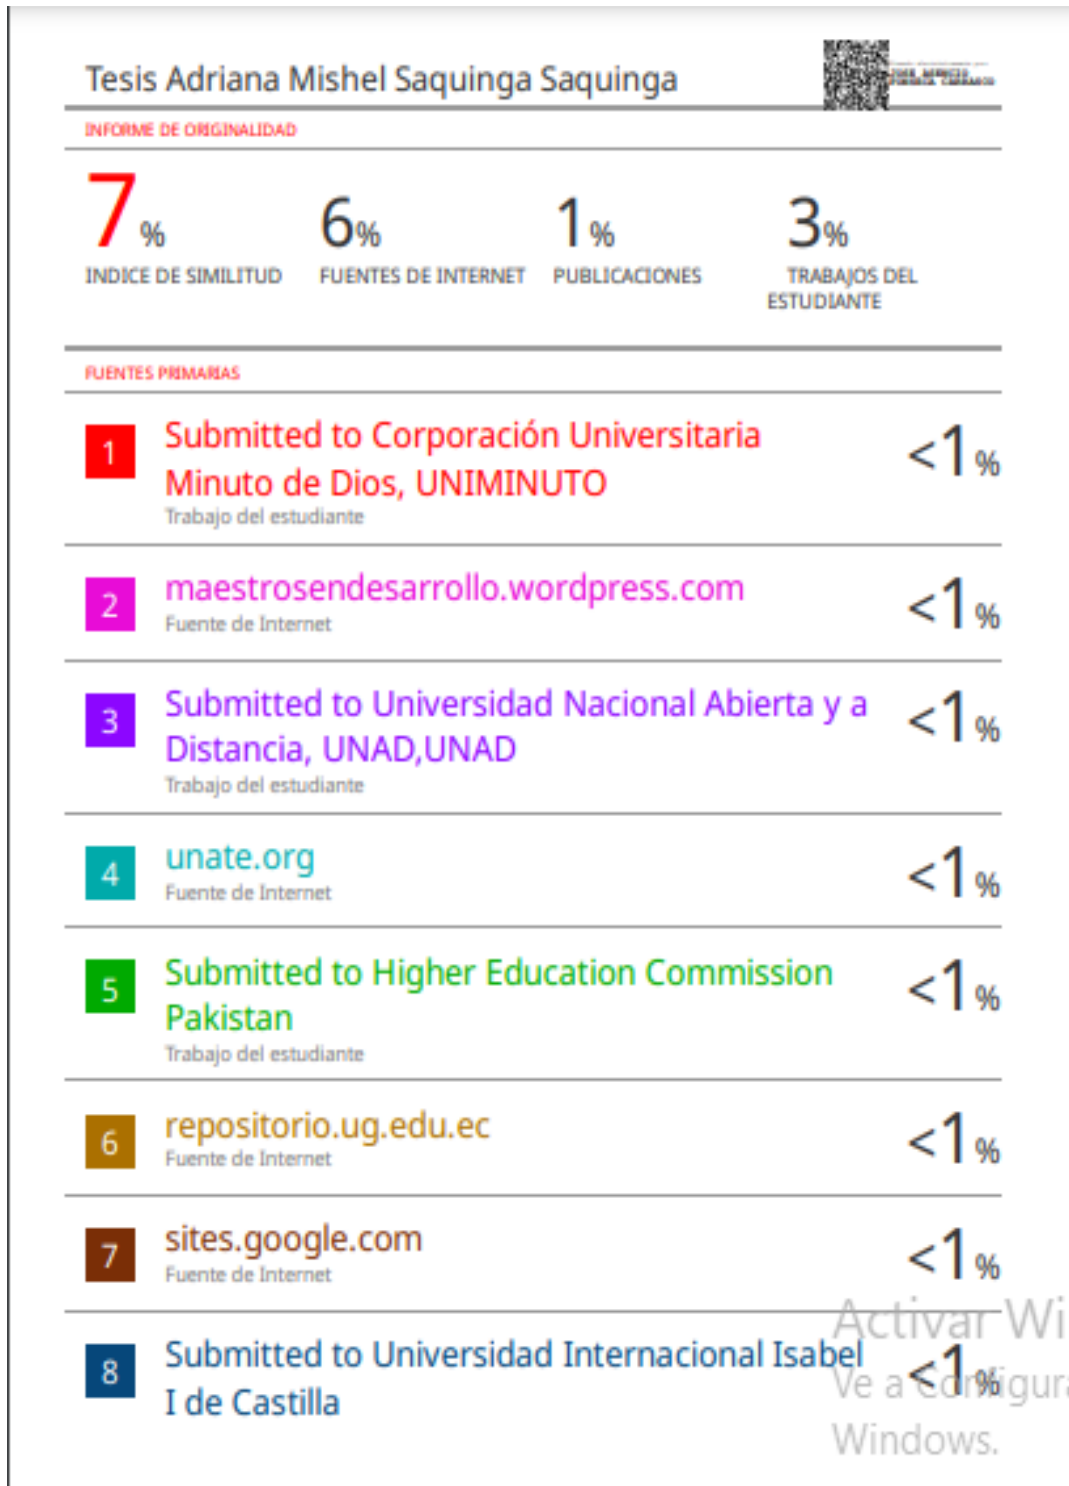 Tesis Adriana Mishel Saquinga Saquinga
INFORME DE ORIGINALIDAD
7%
INDICE DE SIMILITUD
6%
FUENTES DE INTERNET
1%
PUBLICACIONES
3%
TRABAJOS DEL
ESTUDIANTE
FUENTES PRIMARIAS
1
Submitted to Corporación Universitaria
Minuto de Dios, UNIMINUTO
Trabajo del estudiante
<1%
2
maestrosendesarrollo.wordpress.com
Fuente de Internet
<1%
3
Submitted to Universidad Nacional Abierta y a
Distancia, UNAD,UNAD
Trabajo del estudiante
<1%
4
unate.org
Fuente de Internet
<1%
5
Submitted to Higher Education Commission
Pakistan
Trabajo del estudiante
<1%
6
repositorio.ug.edu.ec
Fuente de Internet
<1%
7
sites.google.com
Fuente de Internet
<1%
8
Submitted to Universidad Internacional Isabel
I de Castilla
<1%
Activar Wi
Ve a Configura
Windows.